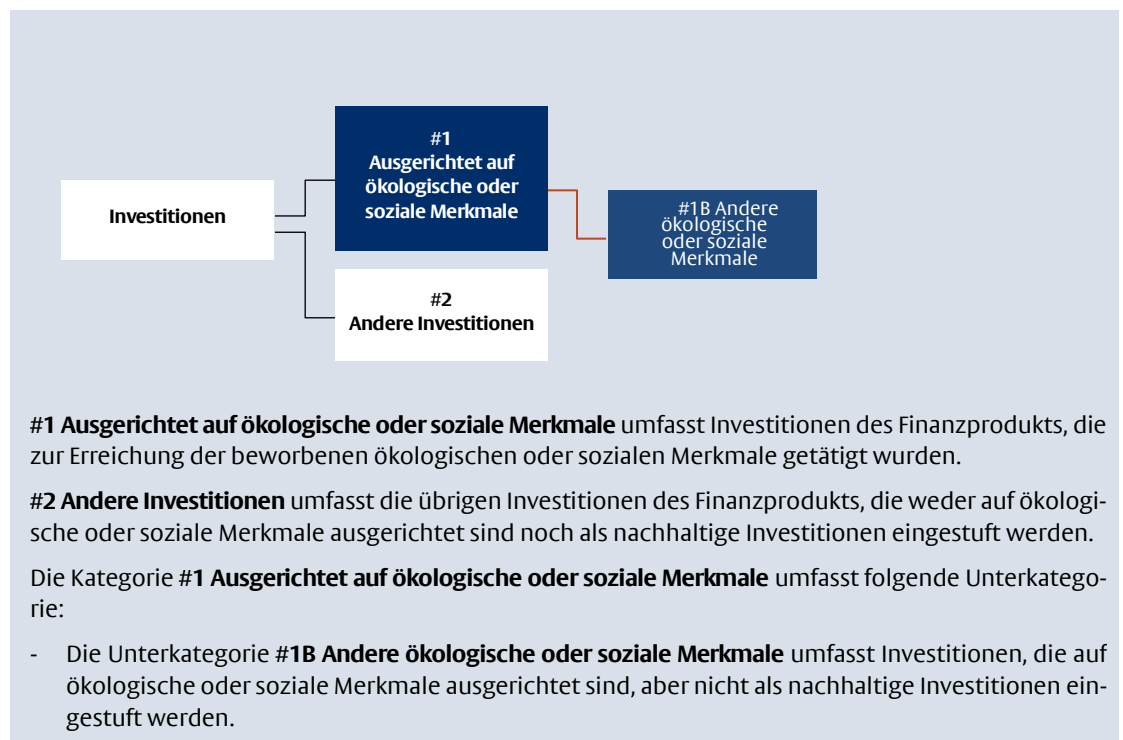 #1
Ausgerichtet auf
ökologische oder
soziale Merkmale
Investitionen
#1B Andere
ökologische
oder soziale
Merkmale
#2
Andere Investitionen
#1 Ausgerichtet auf ökologische oder soziale Merkmale umfasst Investitionen des Finanzprodukts, die
zur Erreichung der beworbenen ökologischen oder sozialen Merkmale getätigt wurden.
#2 Andere Investitionen umfasst die übrigen Investitionen des Finanzprodukts, die weder auf ökologi-
sche oder soziale Merkmale ausgerichtet sind noch als nachhaltige Investitionen eingestuft werden.
Die Kategorie #1 Ausgerichtet auf ökologische oder soziale Merkmale umfasst folgende Unterkatego-
rie:
- Die Unterkategorie #1B Andere ökologische oder soziale Merkmale umfasst Investitionen, die auf
ökologische oder soziale Merkmale ausgerichtet sind, aber nicht als nachhaltige Investitionen ein-
gestuft werden.